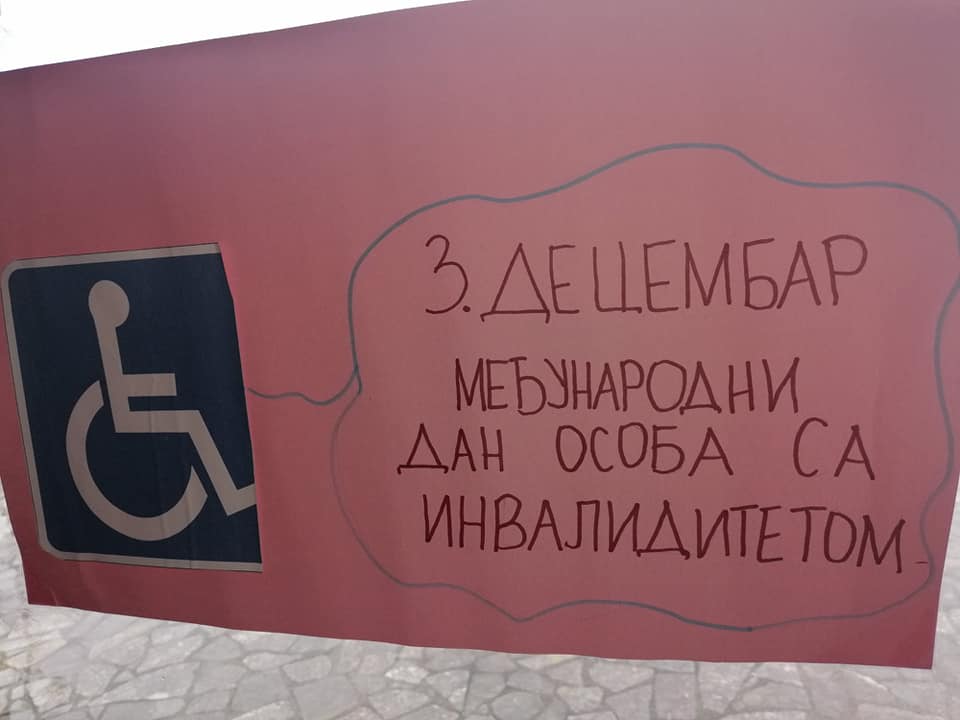 3. ДЕЦЕМБАР
МЕЂУНАРОДНИ
ДАН ОСОБА СА
ИНВАЛИДИТЕТОМ